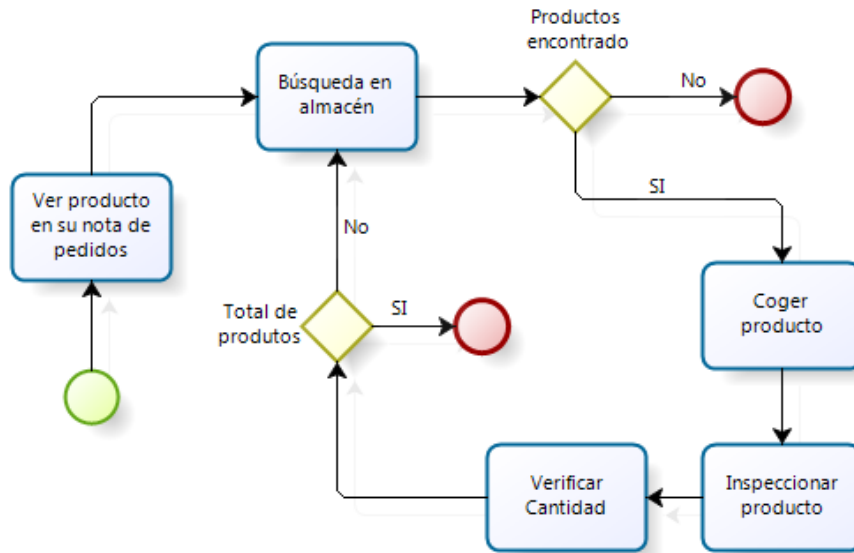 Productos
encontrado
Búsqueda en
almacén
No
SI
Ver producto
en su nota de
pedidos
No
Coger
producto
Total de
produtos
SI
Verificar
Cantidad
Inspeccionar
producto